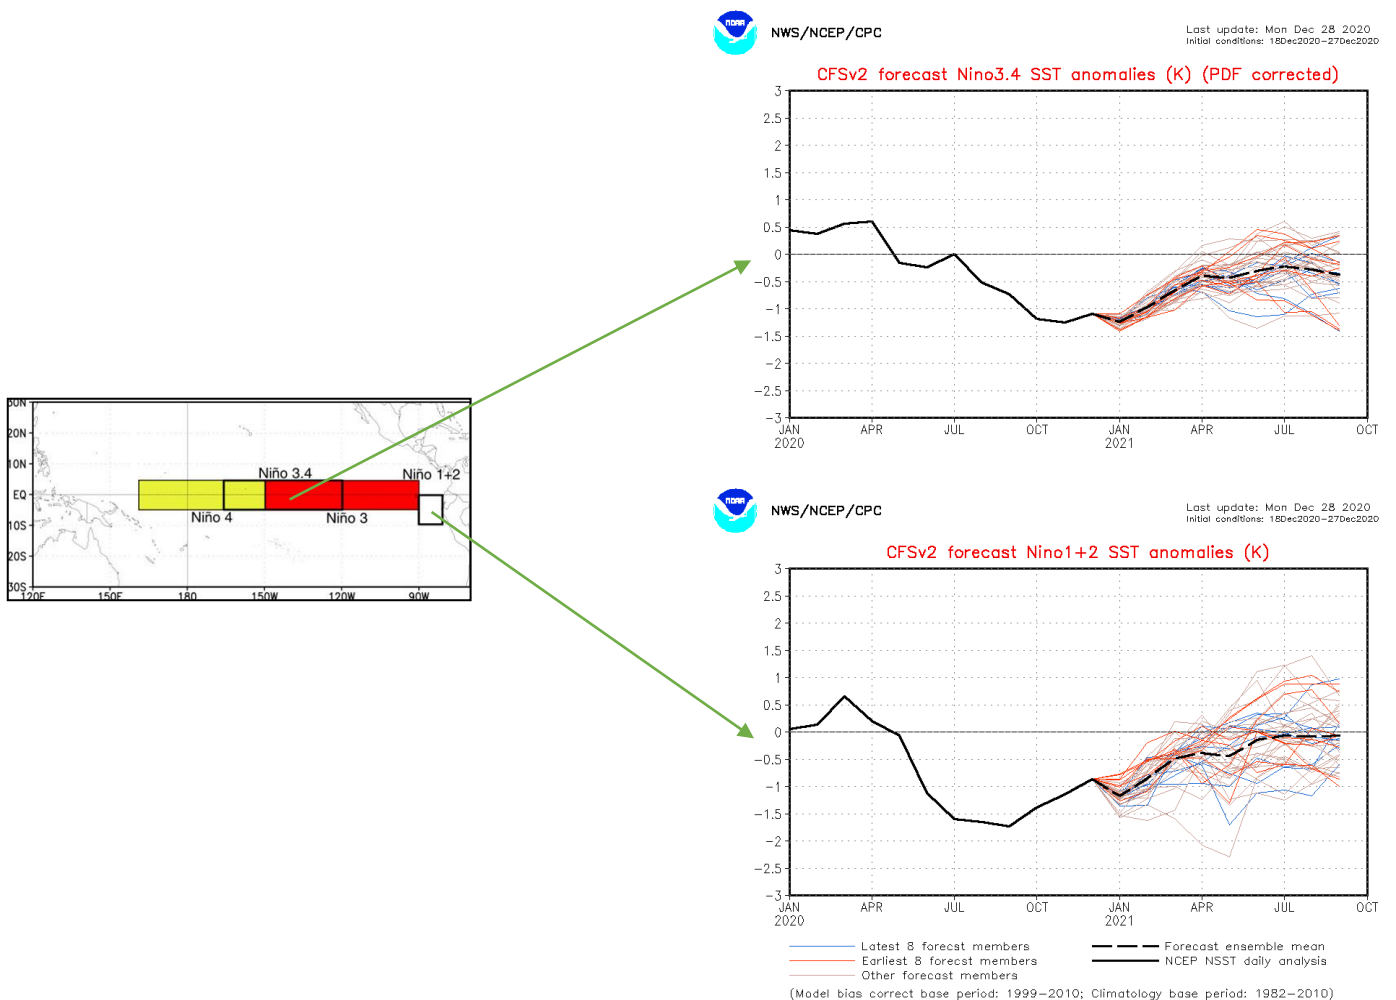 NOAA
NWS/NCEP/CPC
Last update: Mon Dec 28 2020
Initial conditions: 18Dec2020-27Dec2020
CFSv2 forecast Nino3.4 SST anomalies (K) (PDF corrected)
3
2.5
2
1.5
1
0.5
0
-0.5
-1
-1.5
-2
-2.5
-3
JAN APR JUL OCT JAN APR JUL OCT
2020 2021
30N
20N
10N
EQ
10S
20S
30S
120E 150E 180 150W 120W 90W
Niño 3.4 Niño 1+2
Niño 4 Niño 3
NOAA
NWS/NCEP/CPC
Last update: Mon Dec 28 2020
Initial conditions: 18Dec2020-27Dec2020
CFSv2 forecast Nino1+2 SST anomalies (K)
3
2.5
2
1.5
1
0.5
0
-0.5
-1
-1.5
-2
-2.5
-3
JAN APR JUL OCT JAN APR JUL OCT
2020 2021
Latest 8 forecst members
Earliest 8 forecst members
Other forecast members
Forecast ensemble mean
NCEP NSST daily analysis
(Model bias correct base period: 1999-2010; Climatology base period: 1982-2010)